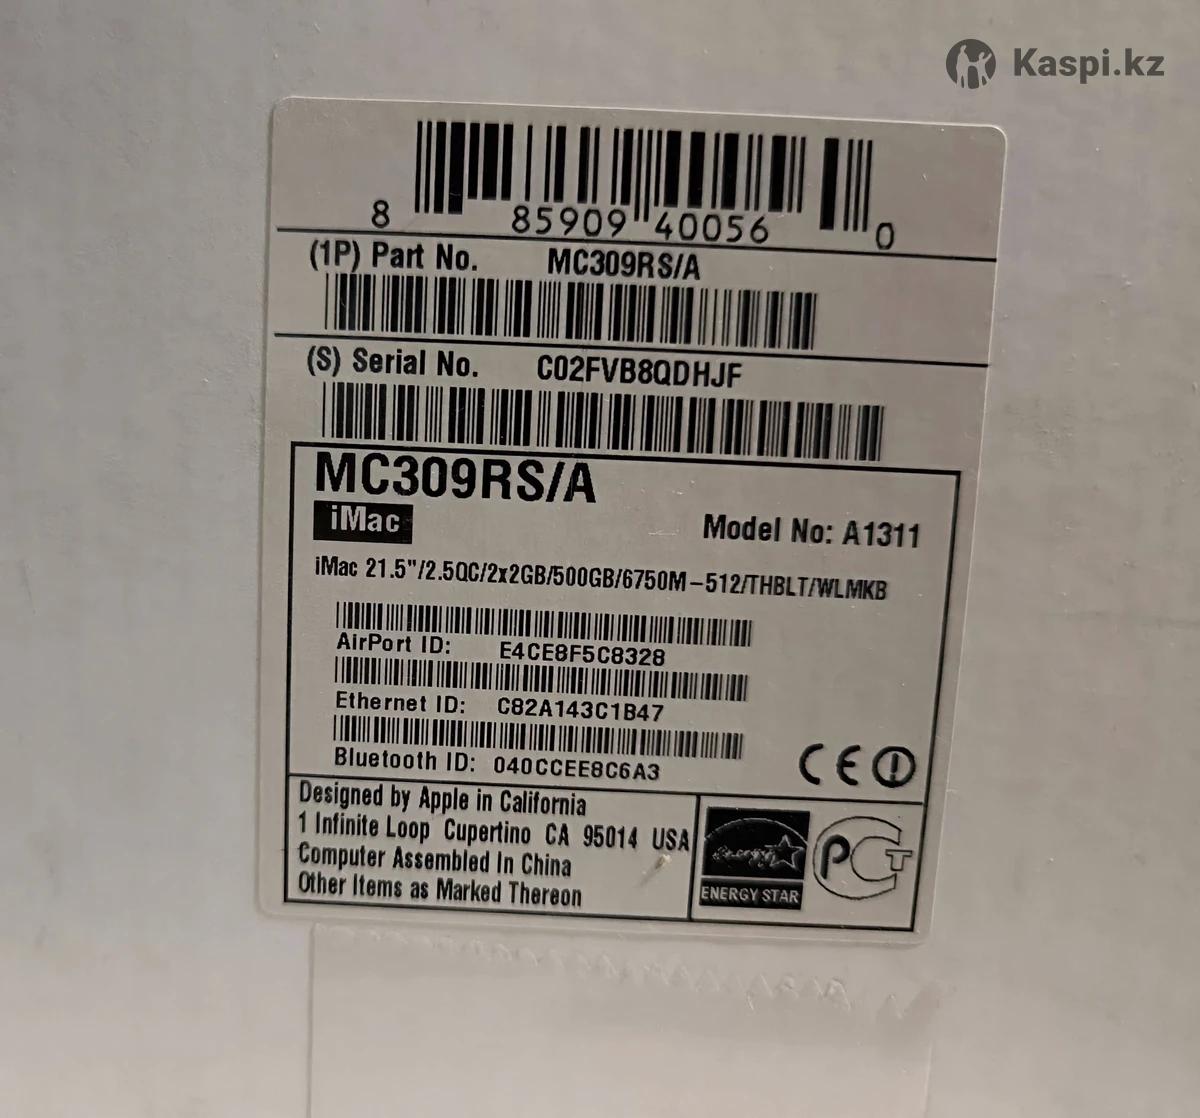 Kaspi.kz
8 85909 40056 0
(1P) Part No. MC309RS/A
(S) Serial No. C02FVB8QDHJF
MC309RS/A
iMac
Model No: A1311
iMac 21.5"/2.5QC/2x2GB/500GB/6750M-512/THBLT/WLMKB
AirPort ID: E4CE8F5C8328
Ethernet ID: C82A143C1B47
Bluetooth ID: 040CCEE8C6A3
CE
Designed by Apple in California
1 Infinite Loop Cupertino CA 95014 USA
Computer Assembled In China
Other Items as Marked Thereon
energy
ENERGY STAR
PCT